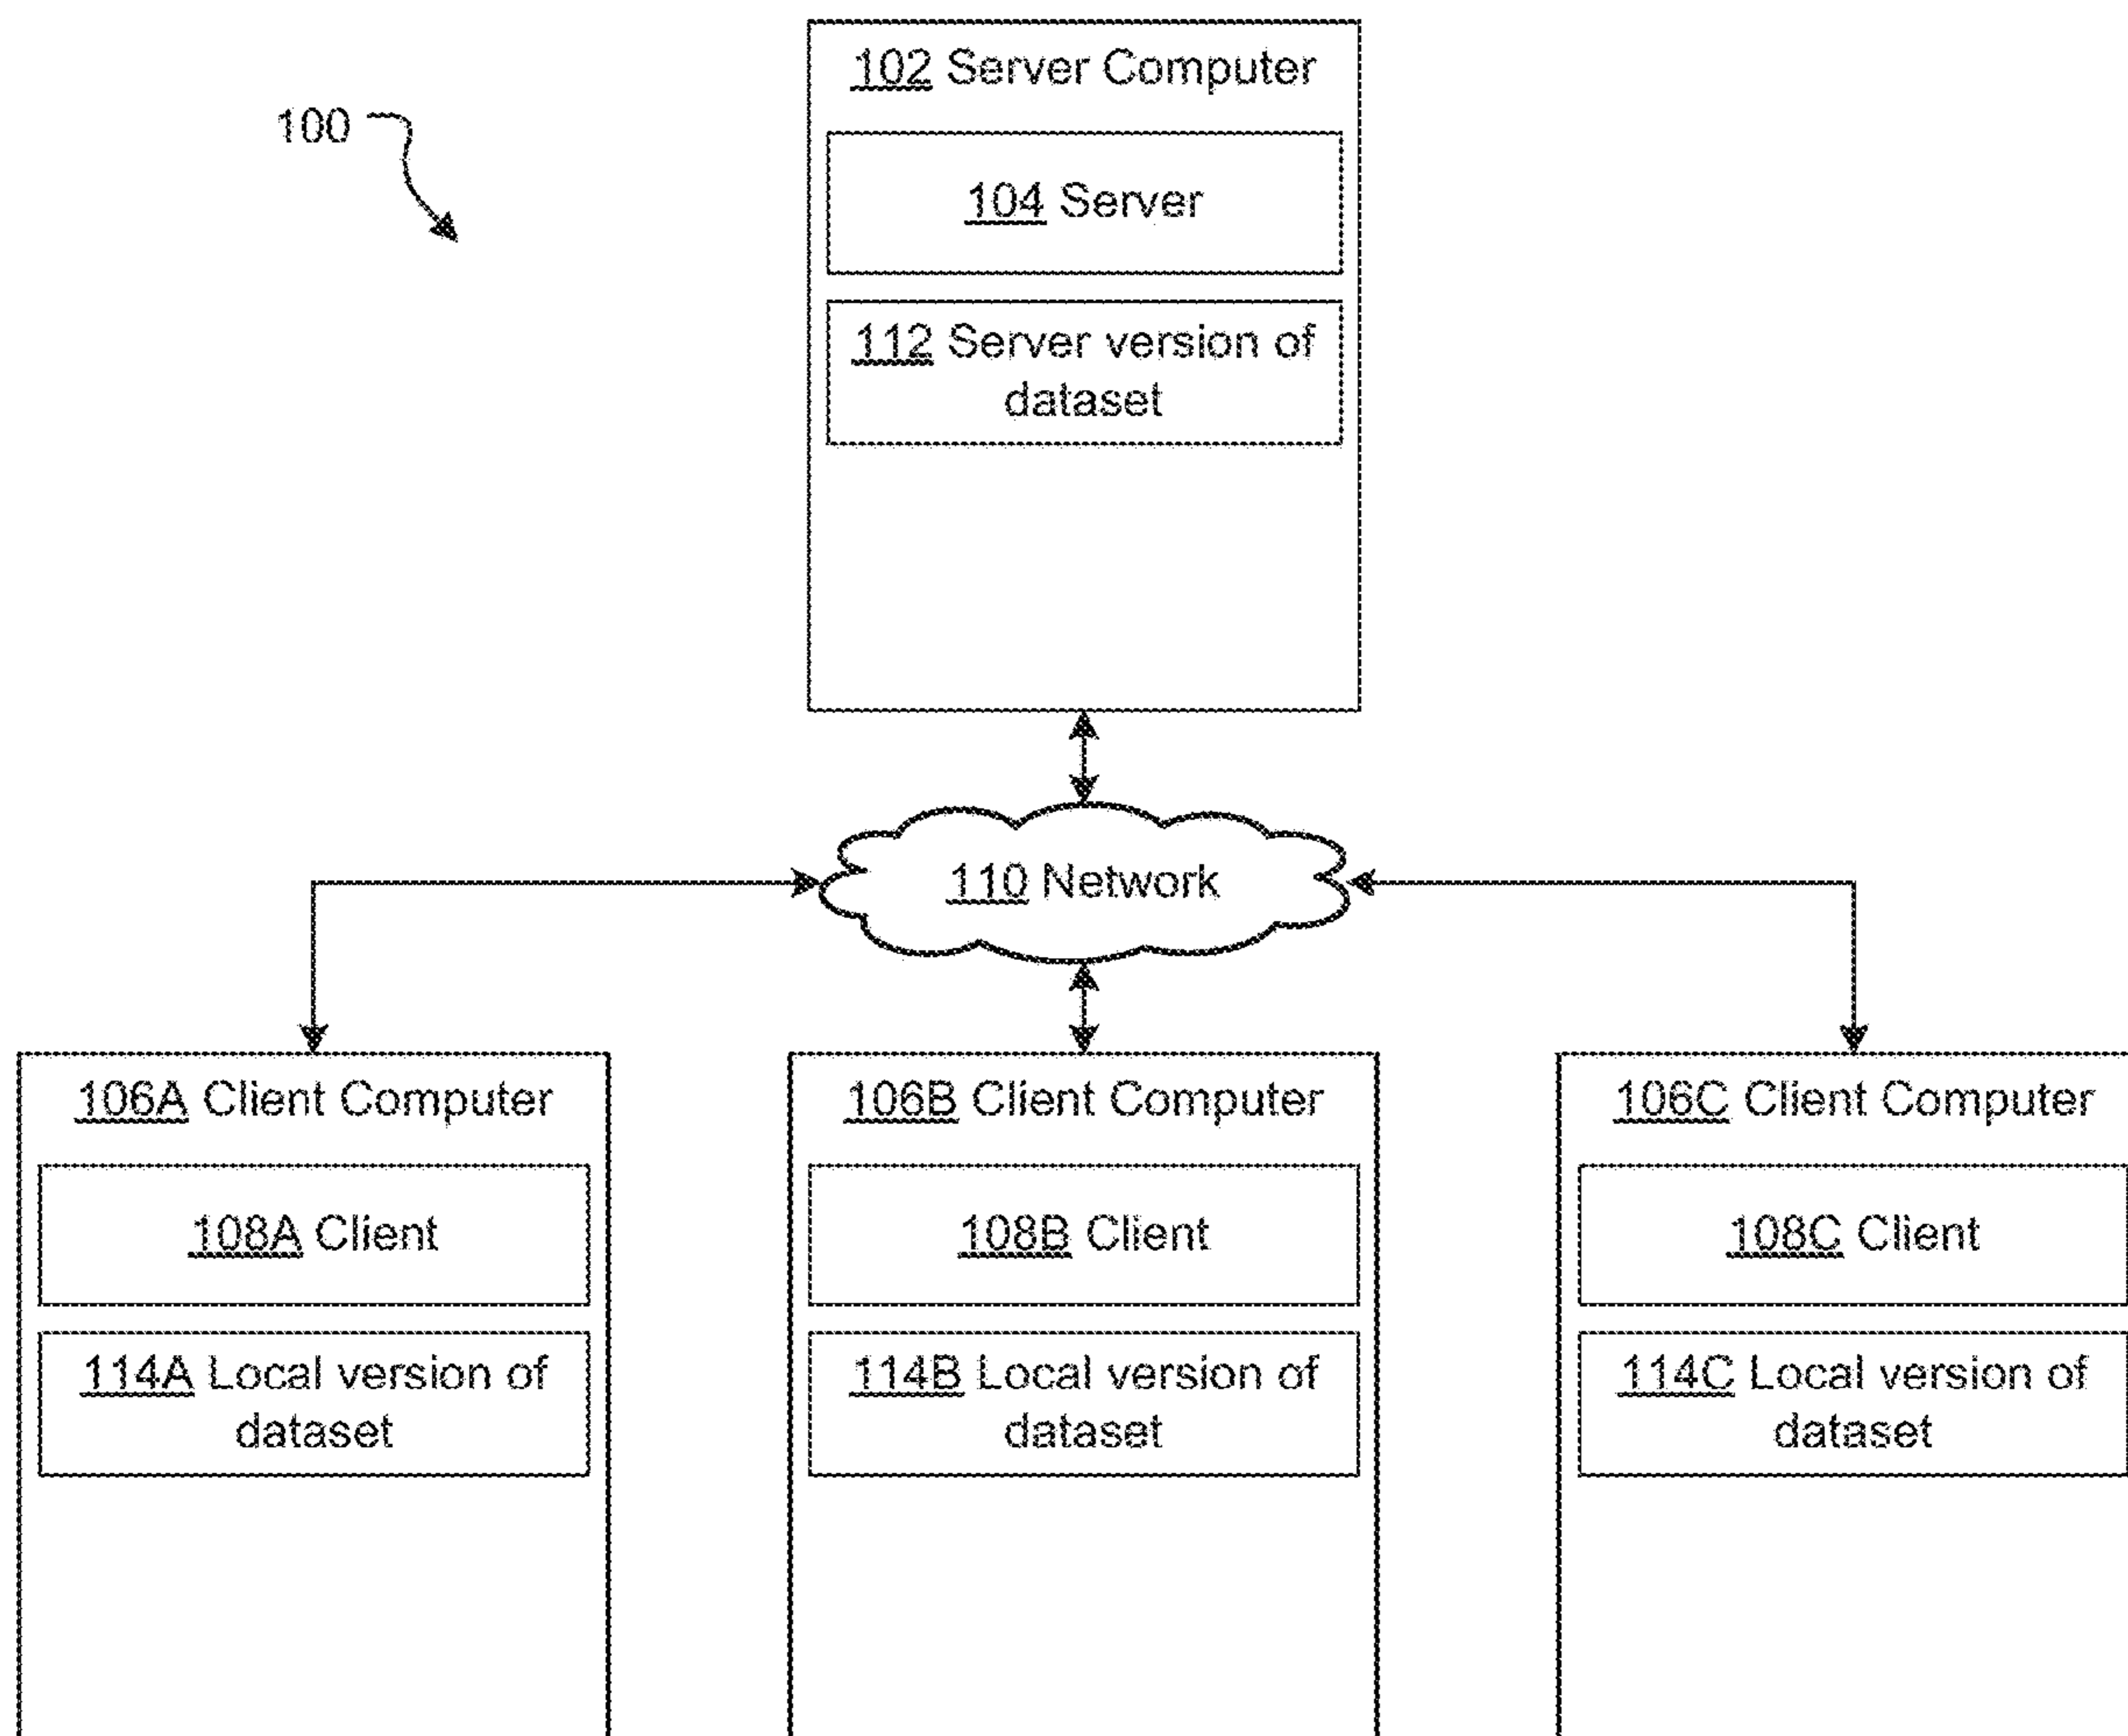 102 Server Computer
100
104 Server
112 Server version of
dataset
110 Network
106A Client Computer
108A Client
114A Local version of
dataset
106B Client Computer
108B Client
114B Local version of
dataset
106C Client Computer
108C Client
114C Local version of
dataset